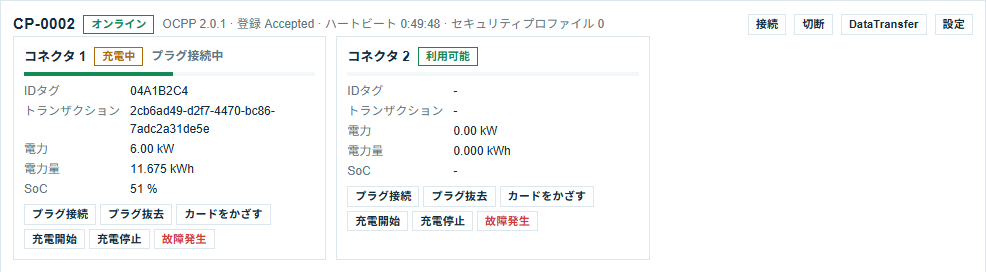 CP-0002 オンライン OCPP 2.0.1 · 登録 Accepted · ハートビート 0:49:48 · セキュリティプロファイル 0 接続 切断 DataTransfer 設定
コネクタ 1 充電中 プラグ接続中
IDタグ 04A1B2C4
トランザクション 2cb6ad49-d2f7-4470-bc86-
7adc2a31de5e
電力 6.00 kW
電力量 11.675 kWh
SoC 51 %
プラグ接続 プラグ抜去 カードをかざす
充電開始 充電停止 故障発生
コネクタ 2 利用可能
IDタグ -
トランザクション -
電力 0.00 kW
電力量 0.000 kWh
SoC -
プラグ接続 プラグ抜去 カードをかざす
充電開始 充電停止 故障発生